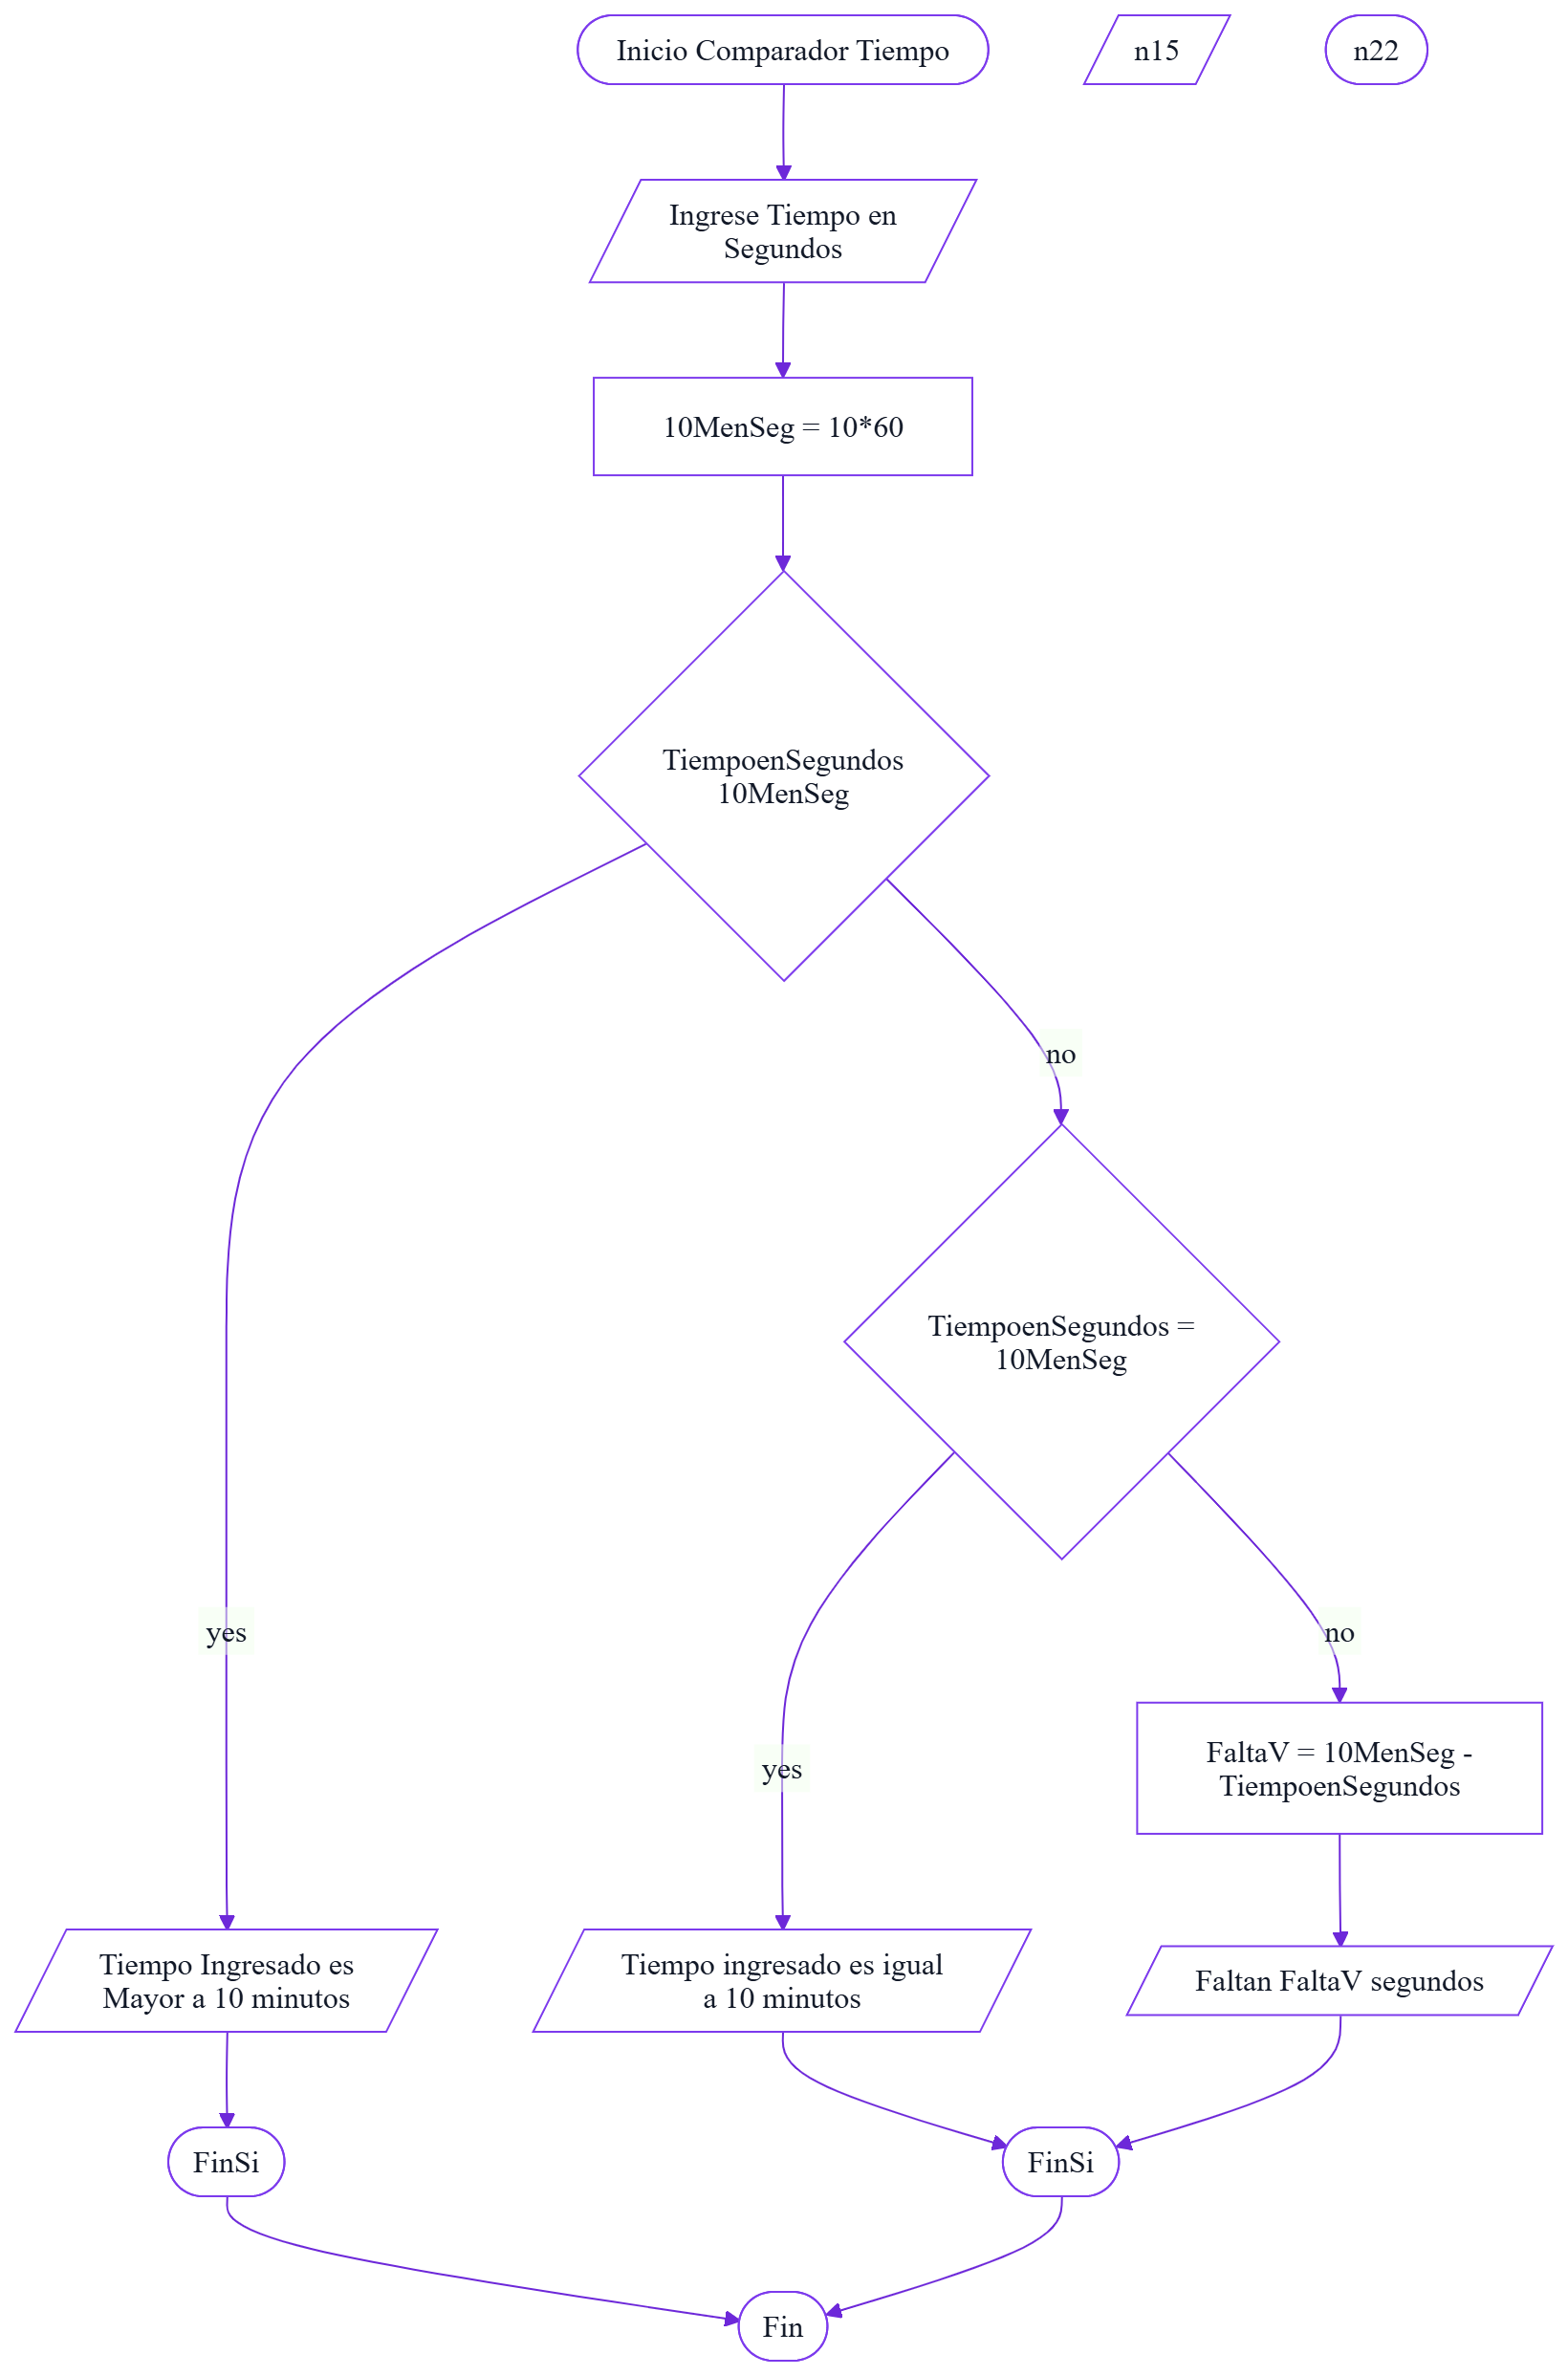 Inicio Comparador Tiempo
n15
n22
Ingrese Tiempo en
Segundos
10MenSeg = 10*60
TiempoenSegundos
10MenSeg
no
TiempoenSegundos =
10MenSeg
yes
no
FaltaV = 10MenSeg -
TiempoenSegundos
yes
Tiempo Ingresado es
Mayor a 10 minutos
Tiempo ingresado es igual
a 10 minutos
Faltan FaltaV segundos
FinSi
FinSi
Fin